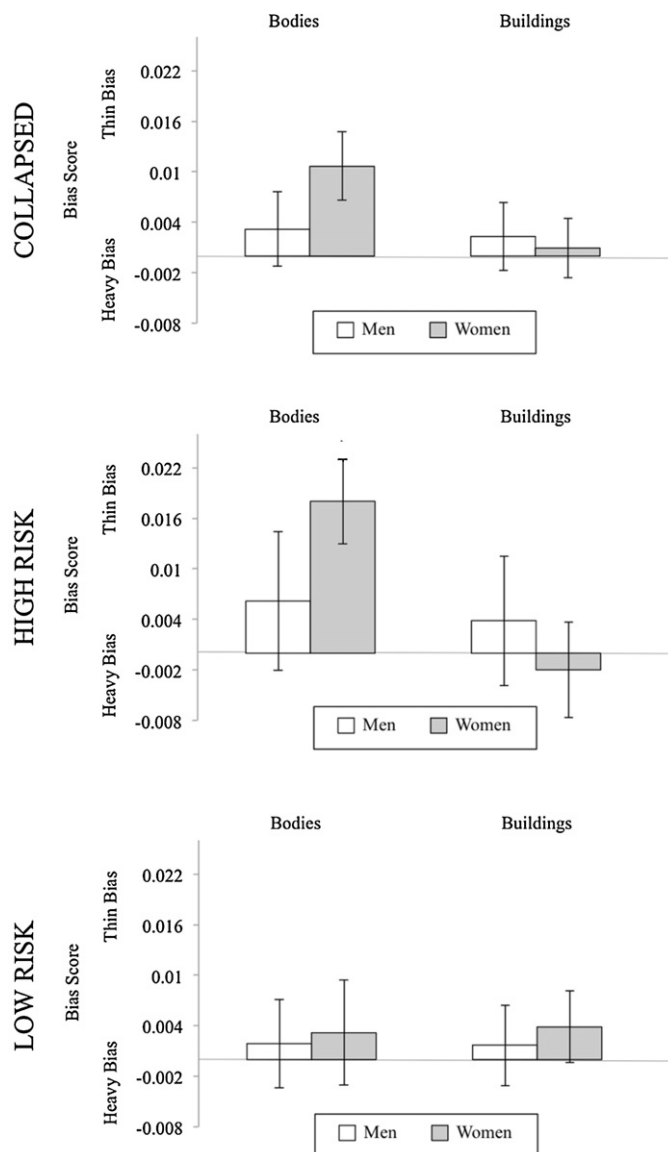 COLLAPSED
Bodies Buildings
Bias Score
Thin Bias
Heavy Bias
0.022
0.016
0.01
0.004
-0.002
-0.008
Men Women
HIGH RISK
Bodies Buildings
Bias Score
Thin Bias
Heavy Bias
0.022
0.016
0.01
0.004
-0.002
-0.008
Men Women
LOW RISK
Bodies Buildings
Bias Score
Thin Bias
Heavy Bias
0.022
0.016
0.01
0.004
-0.002
-0.008
Men Women